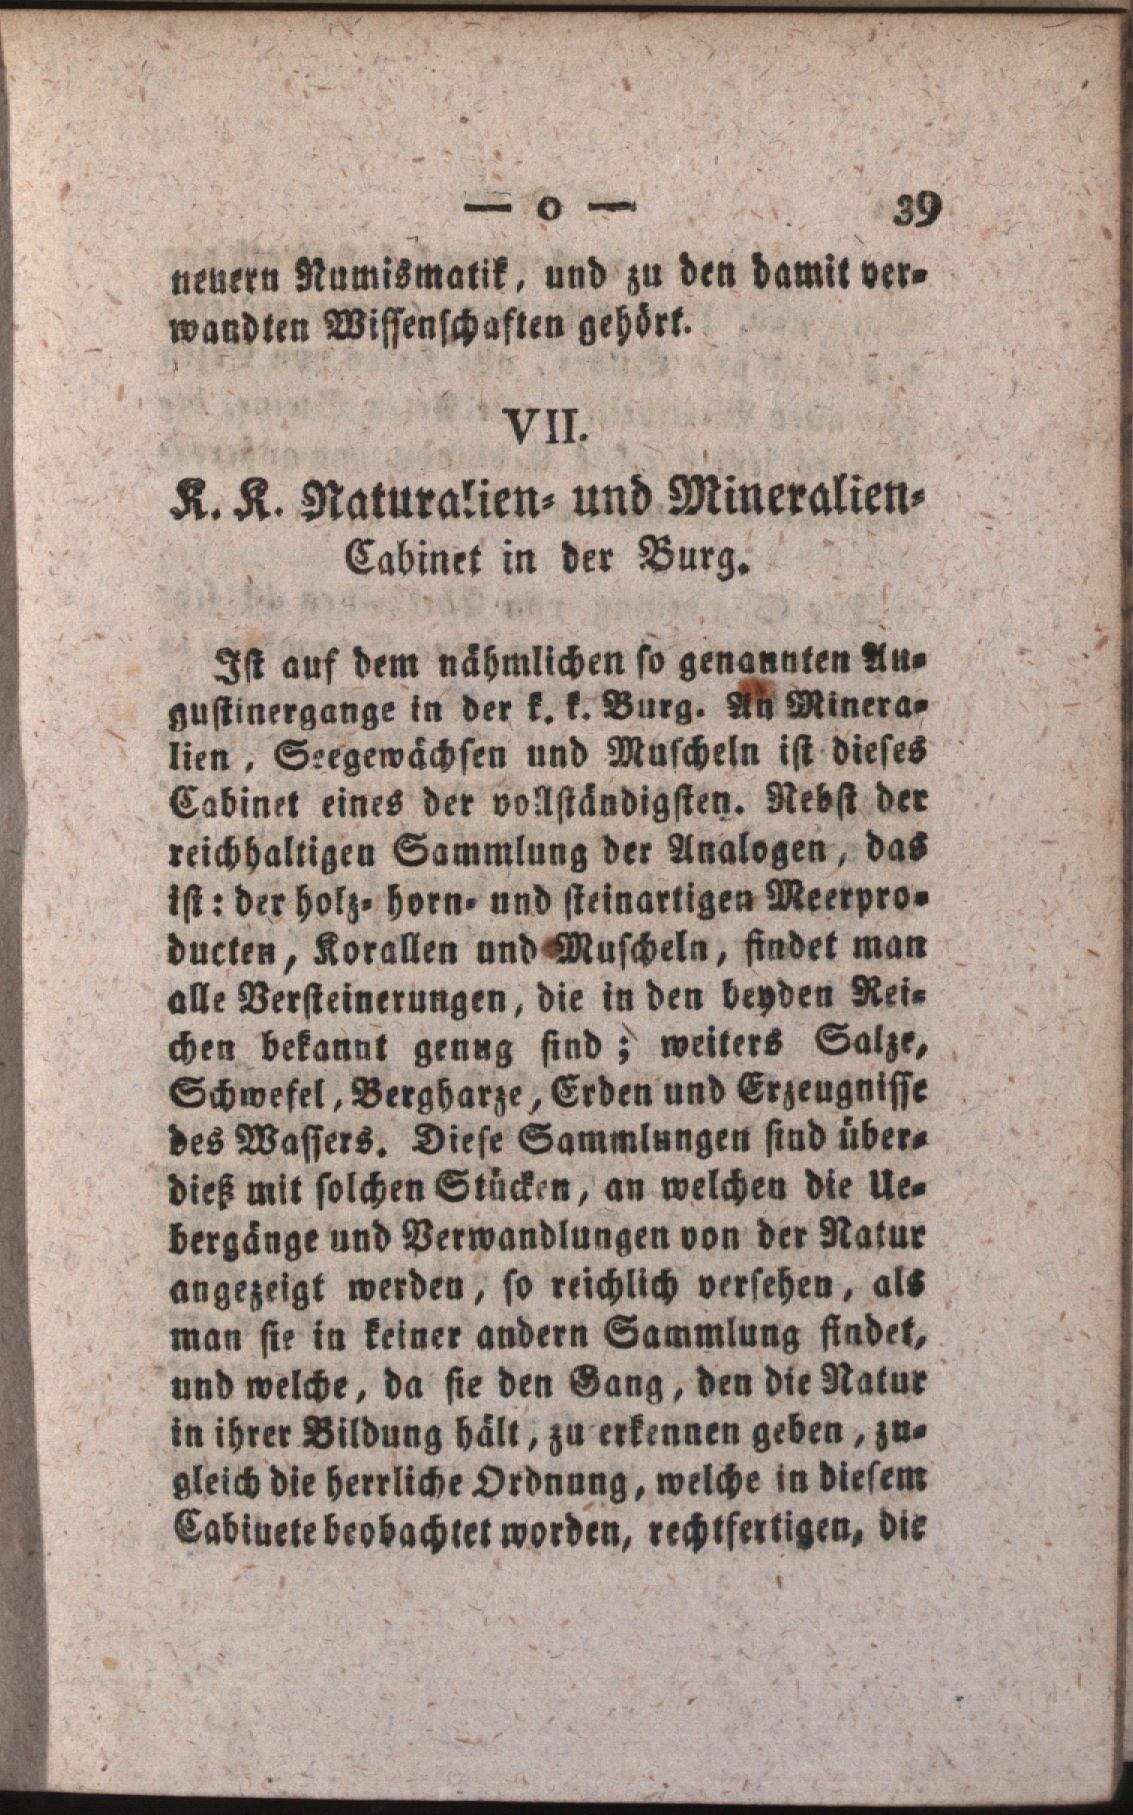 — o — 39
neuern Numismatik, und zu den damit ver-
wandten Wissenschaften gehört.
VII.
K. K. Naturalien- und Mineralien-
Cabinet in der Burg.
Ist auf dem nähmlichen so genannten Au-
gustinergange in der k. k. Burg. An Minera-
lien, Seegewächsen und Muscheln ist dieses
Cabinet eines der vollständigsten. Nebst der
reichhaltigen Sammlung der Analogen, das
ist: der holz- horn- und steinartigen Meerpro-
ducten, Korallen und Muscheln, findet man
alle Versteinerungen, die in den beyden Rei-
chen bekannt genug sind; weiters Salze,
Schwefel, Bergharze, Erden und Erzeugnisse
des Wassers. Diese Sammlungen sind über-
dieß mit solchen Stücken, an welchen die Ue-
bergänge und Verwandlungen von der Natur
angezeigt werden, so reichlich versehen, als
man sie in keiner andern Sammlung findet,
und welche, da sie den Gang, den die Natur
in ihrer Bildung hält, zu erkennen geben, zu-
gleich die herrliche Ordnung, welche in diesem
Cabinete beobachtet worden, rechtfertigen, die